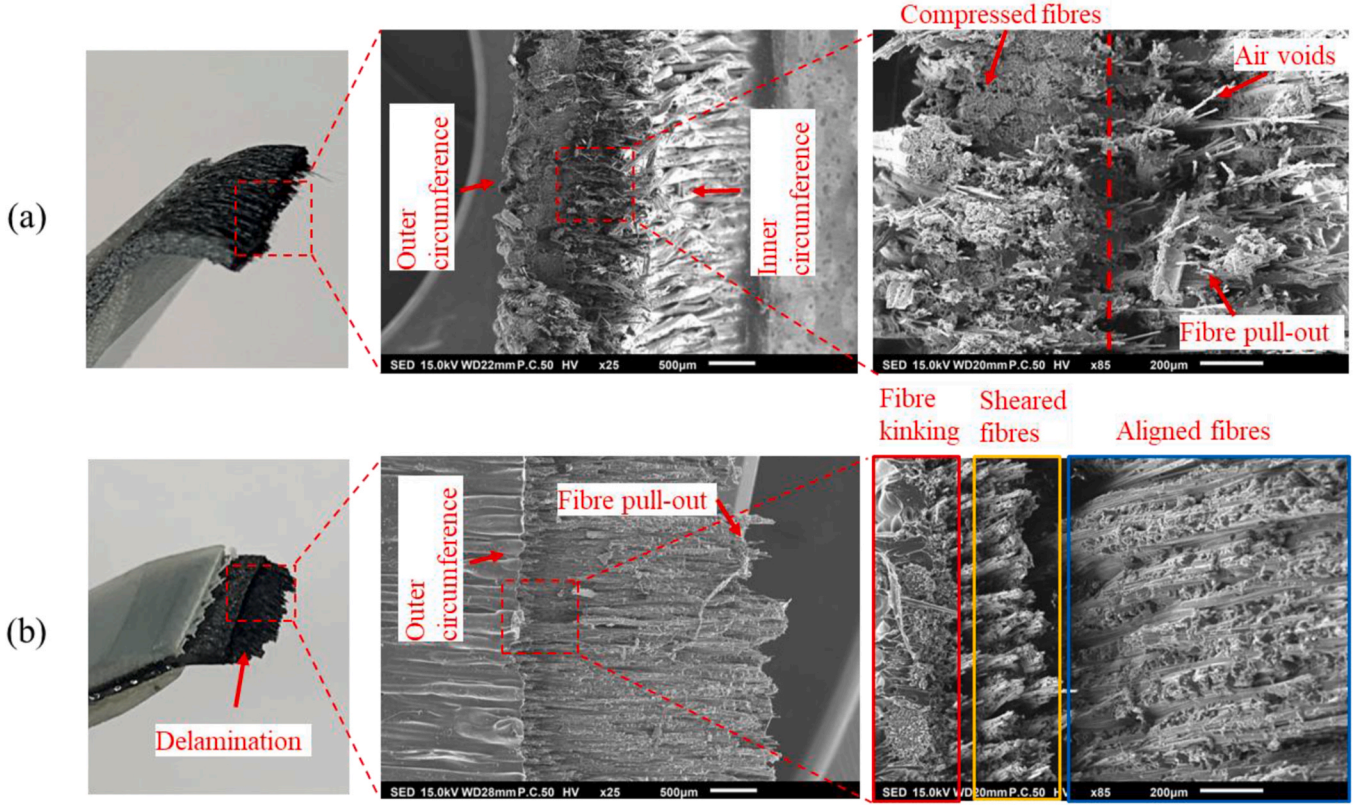 Compressed fibres
Air voids
(a)
Outer
circumference
Inner
circumference
Fibre pull-out
SED 15.0kV WD22mm P.C.50 HV x25 500μm
SED 15.0kV WD20mm P.C.50 HV x85 200μm
Fibre
kinking
Sheared
fibres
Aligned fibres
(b)
Outer
circumference
Fibre pull-out
Delamination
SED 15.0kV WD28mm P.C.50 HV x25 500μm
SED 15.0kV WD20mm P.C.50 HV x85 200μm